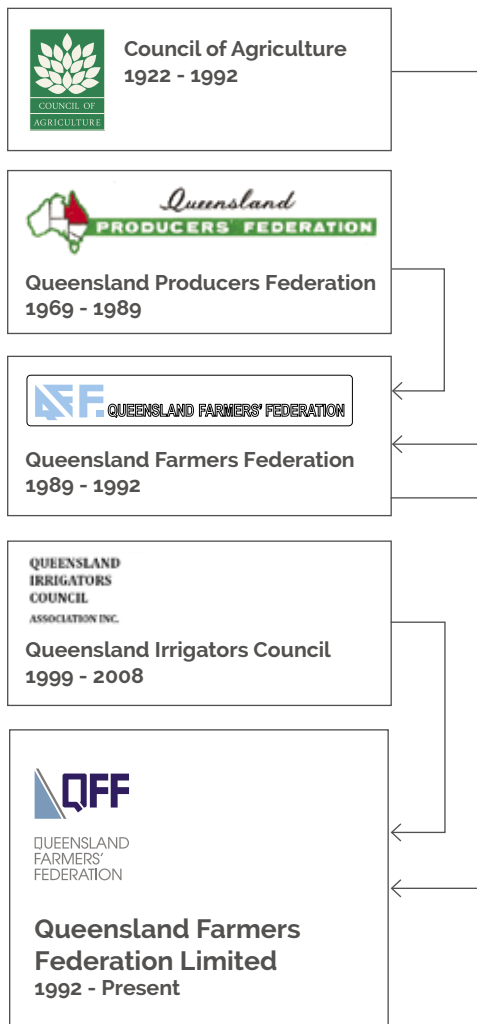 COUNCIL OF
AGRICULTURE
Council of Agriculture
1922 - 1992
Queensland
PRODUCERS' FEDERATION
Queensland Producers Federation
1969 - 1989
QFF. QUEENSLAND FARMERS' FEDERATION
Queensland Farmers Federation
1989 - 1992
QUEENSLAND
IRRIGATORS
COUNCIL
ASSOCIATION INC.
Queensland Irrigators Council
1999 - 2008
QFF
QUEENSLAND
FARMERS'
FEDERATION
Queensland Farmers
Federation Limited
1992 - Present